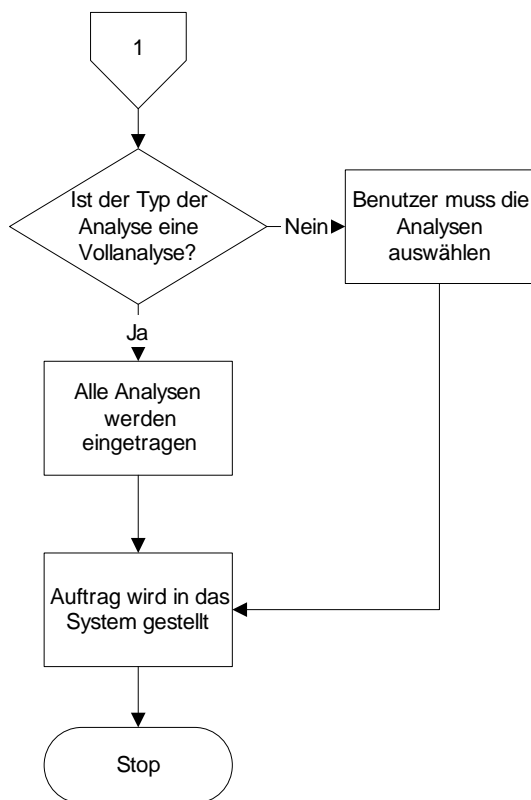 1
Ist der Typ der
Analyse eine
Vollanalyse?
Nein
Benutzer muss die
Analysen
auswählen
Ja
Alle Analysen
werden
eingetragen
Auftrag wird in das
System gestellt
Stop